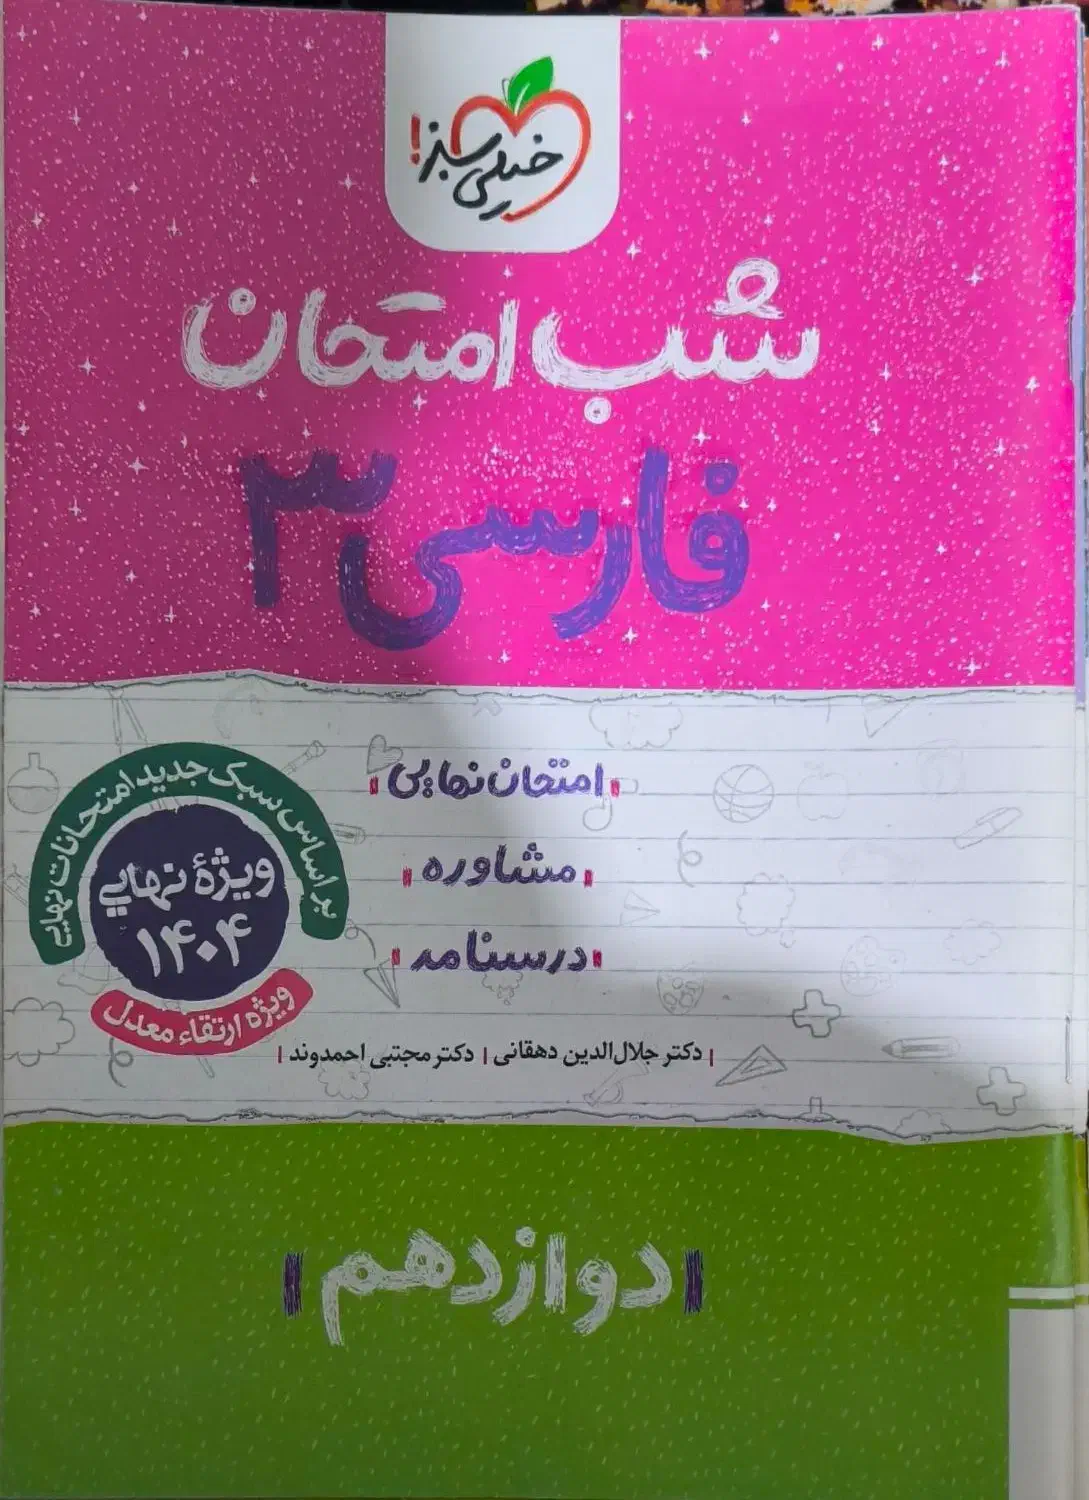 خیلی سبز!
شب امتحان
فارسی ۳
امتحان نهایی
مشاوره
درسنامه
بر اساس سبک جدید امتحانات نهایی
ویژهٔ نهایی
۱۴۰۴
ویژه ارتقاء معدل
| دکتر جلال‌الدین دهقانی | دکتر مجتبی احمدوند |
دوازدهم